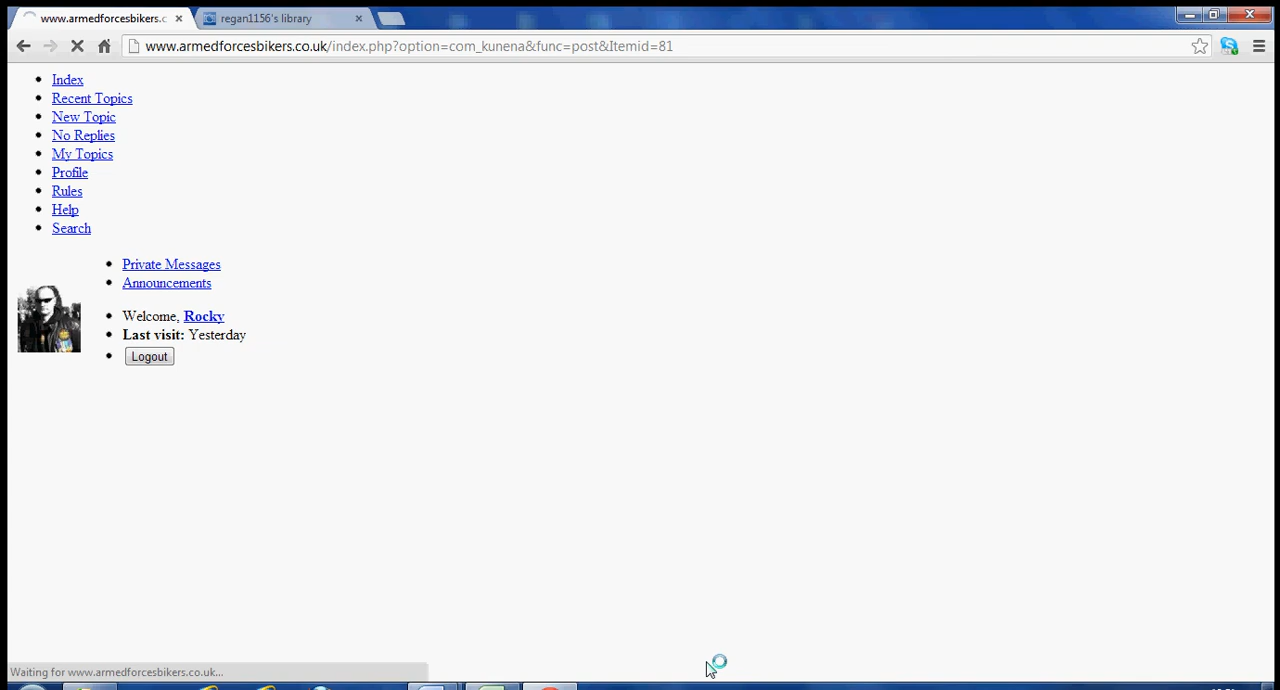 www.armedforcesbikers.c
regan1156's library
www.armedforcesbikers.co.uk/index.php?option=com_kunena&func=post&Itemid=81
Index
Recent Topics
New Topic
No Replies
My Topics
Profile
Rules
Help
Search
Private Messages
Announcements
Welcome, Rocky
Last visit: Yesterday
Logout
Waiting for www.armedforcesbikers.co.uk...